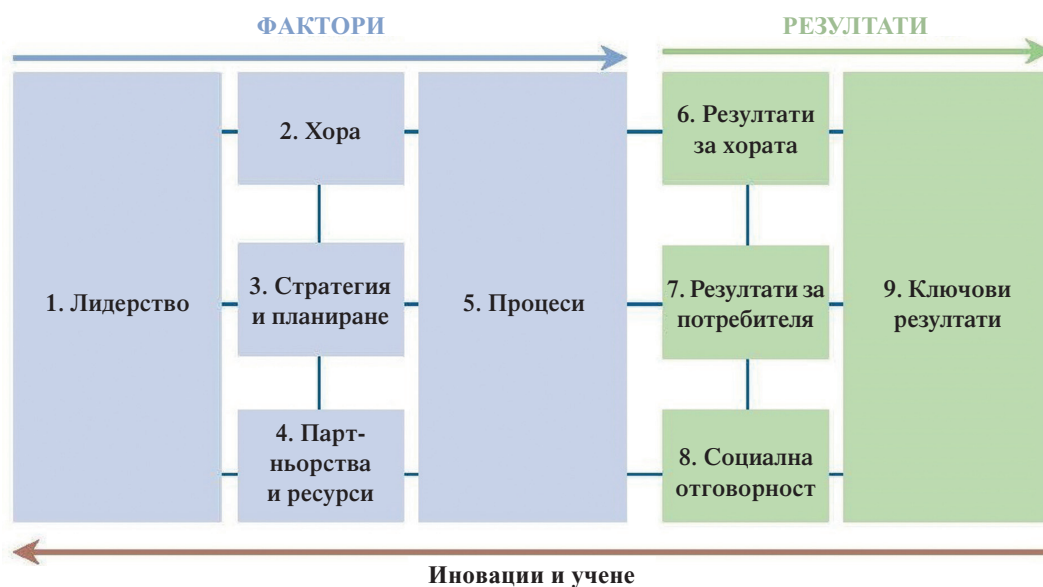 ФАКТОРИ
РЕЗУЛТАТИ
1. Лидерство
2. Хора
3. Стратегия
и планиране
4. Парт-
ньорства
и ресурси
5. Процеси
6. Резултати
за хората
7. Резултати за
потребителя
8. Социална
отговорност
9. Ключови
резултати
Иновации и учене